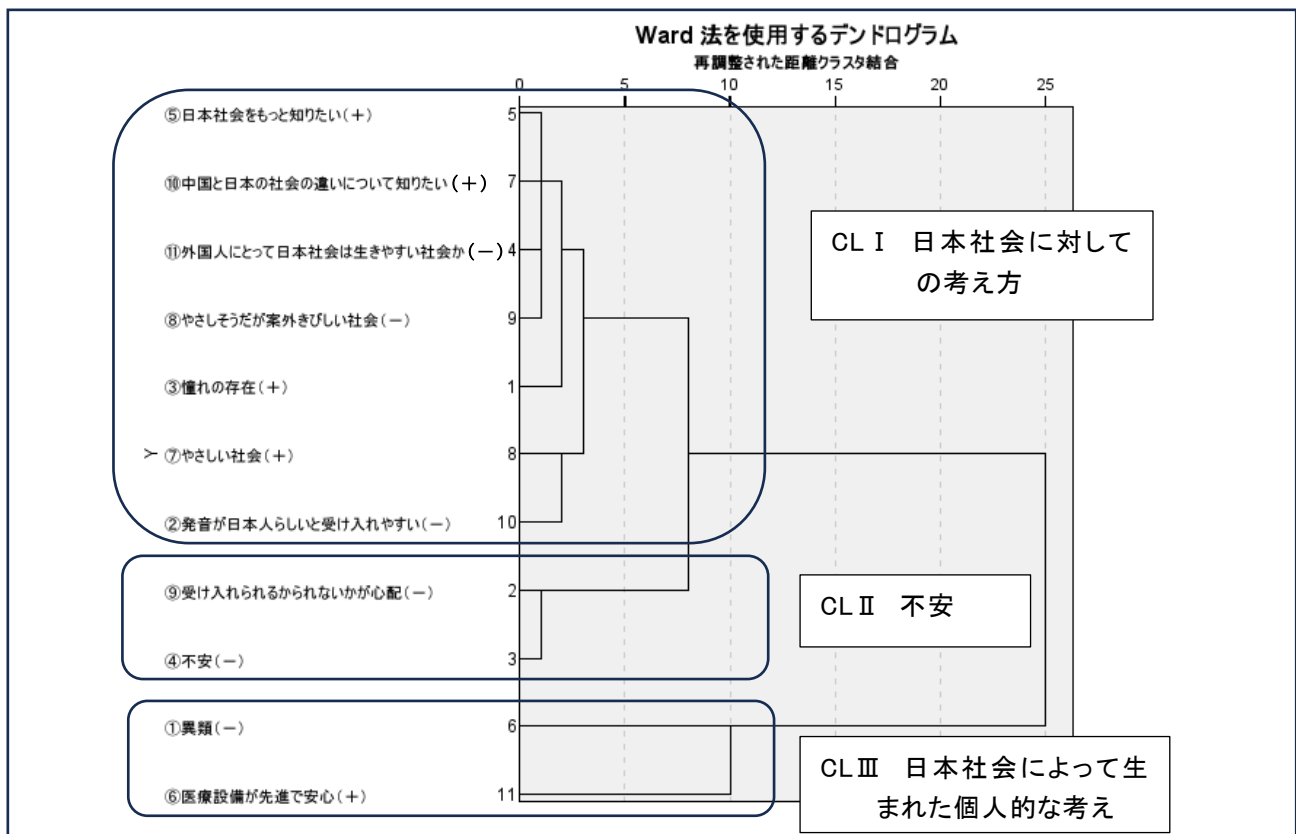 Ward 法を使用するデンドログラム
再調整された距離クラスタ結合
0 5 10 15 20 25
⑤日本社会をもっと知りたい(+) 5
⑩中国と日本の社会の違いについて知りたい(+) 7
⑪外国人にとって日本社会は生きやすい社会か(-) 4
⑧やさしそうだが案外きびしい社会(-) 9
③憧れの存在(+) 1
Y ⑦やさしい社会(+) 8
②発音が日本人らしいと受け入れやすい(-) 10
⑨受け入れられるかられないかが心配(-) 2
④不安(-) 3
①異類(-) 6
⑥医療設備が先進で安心(+) 11
CLⅠ 日本社会に対して
の考え方
CLⅡ 不安
CLⅢ 日本社会によって生
まれた個人的な考え